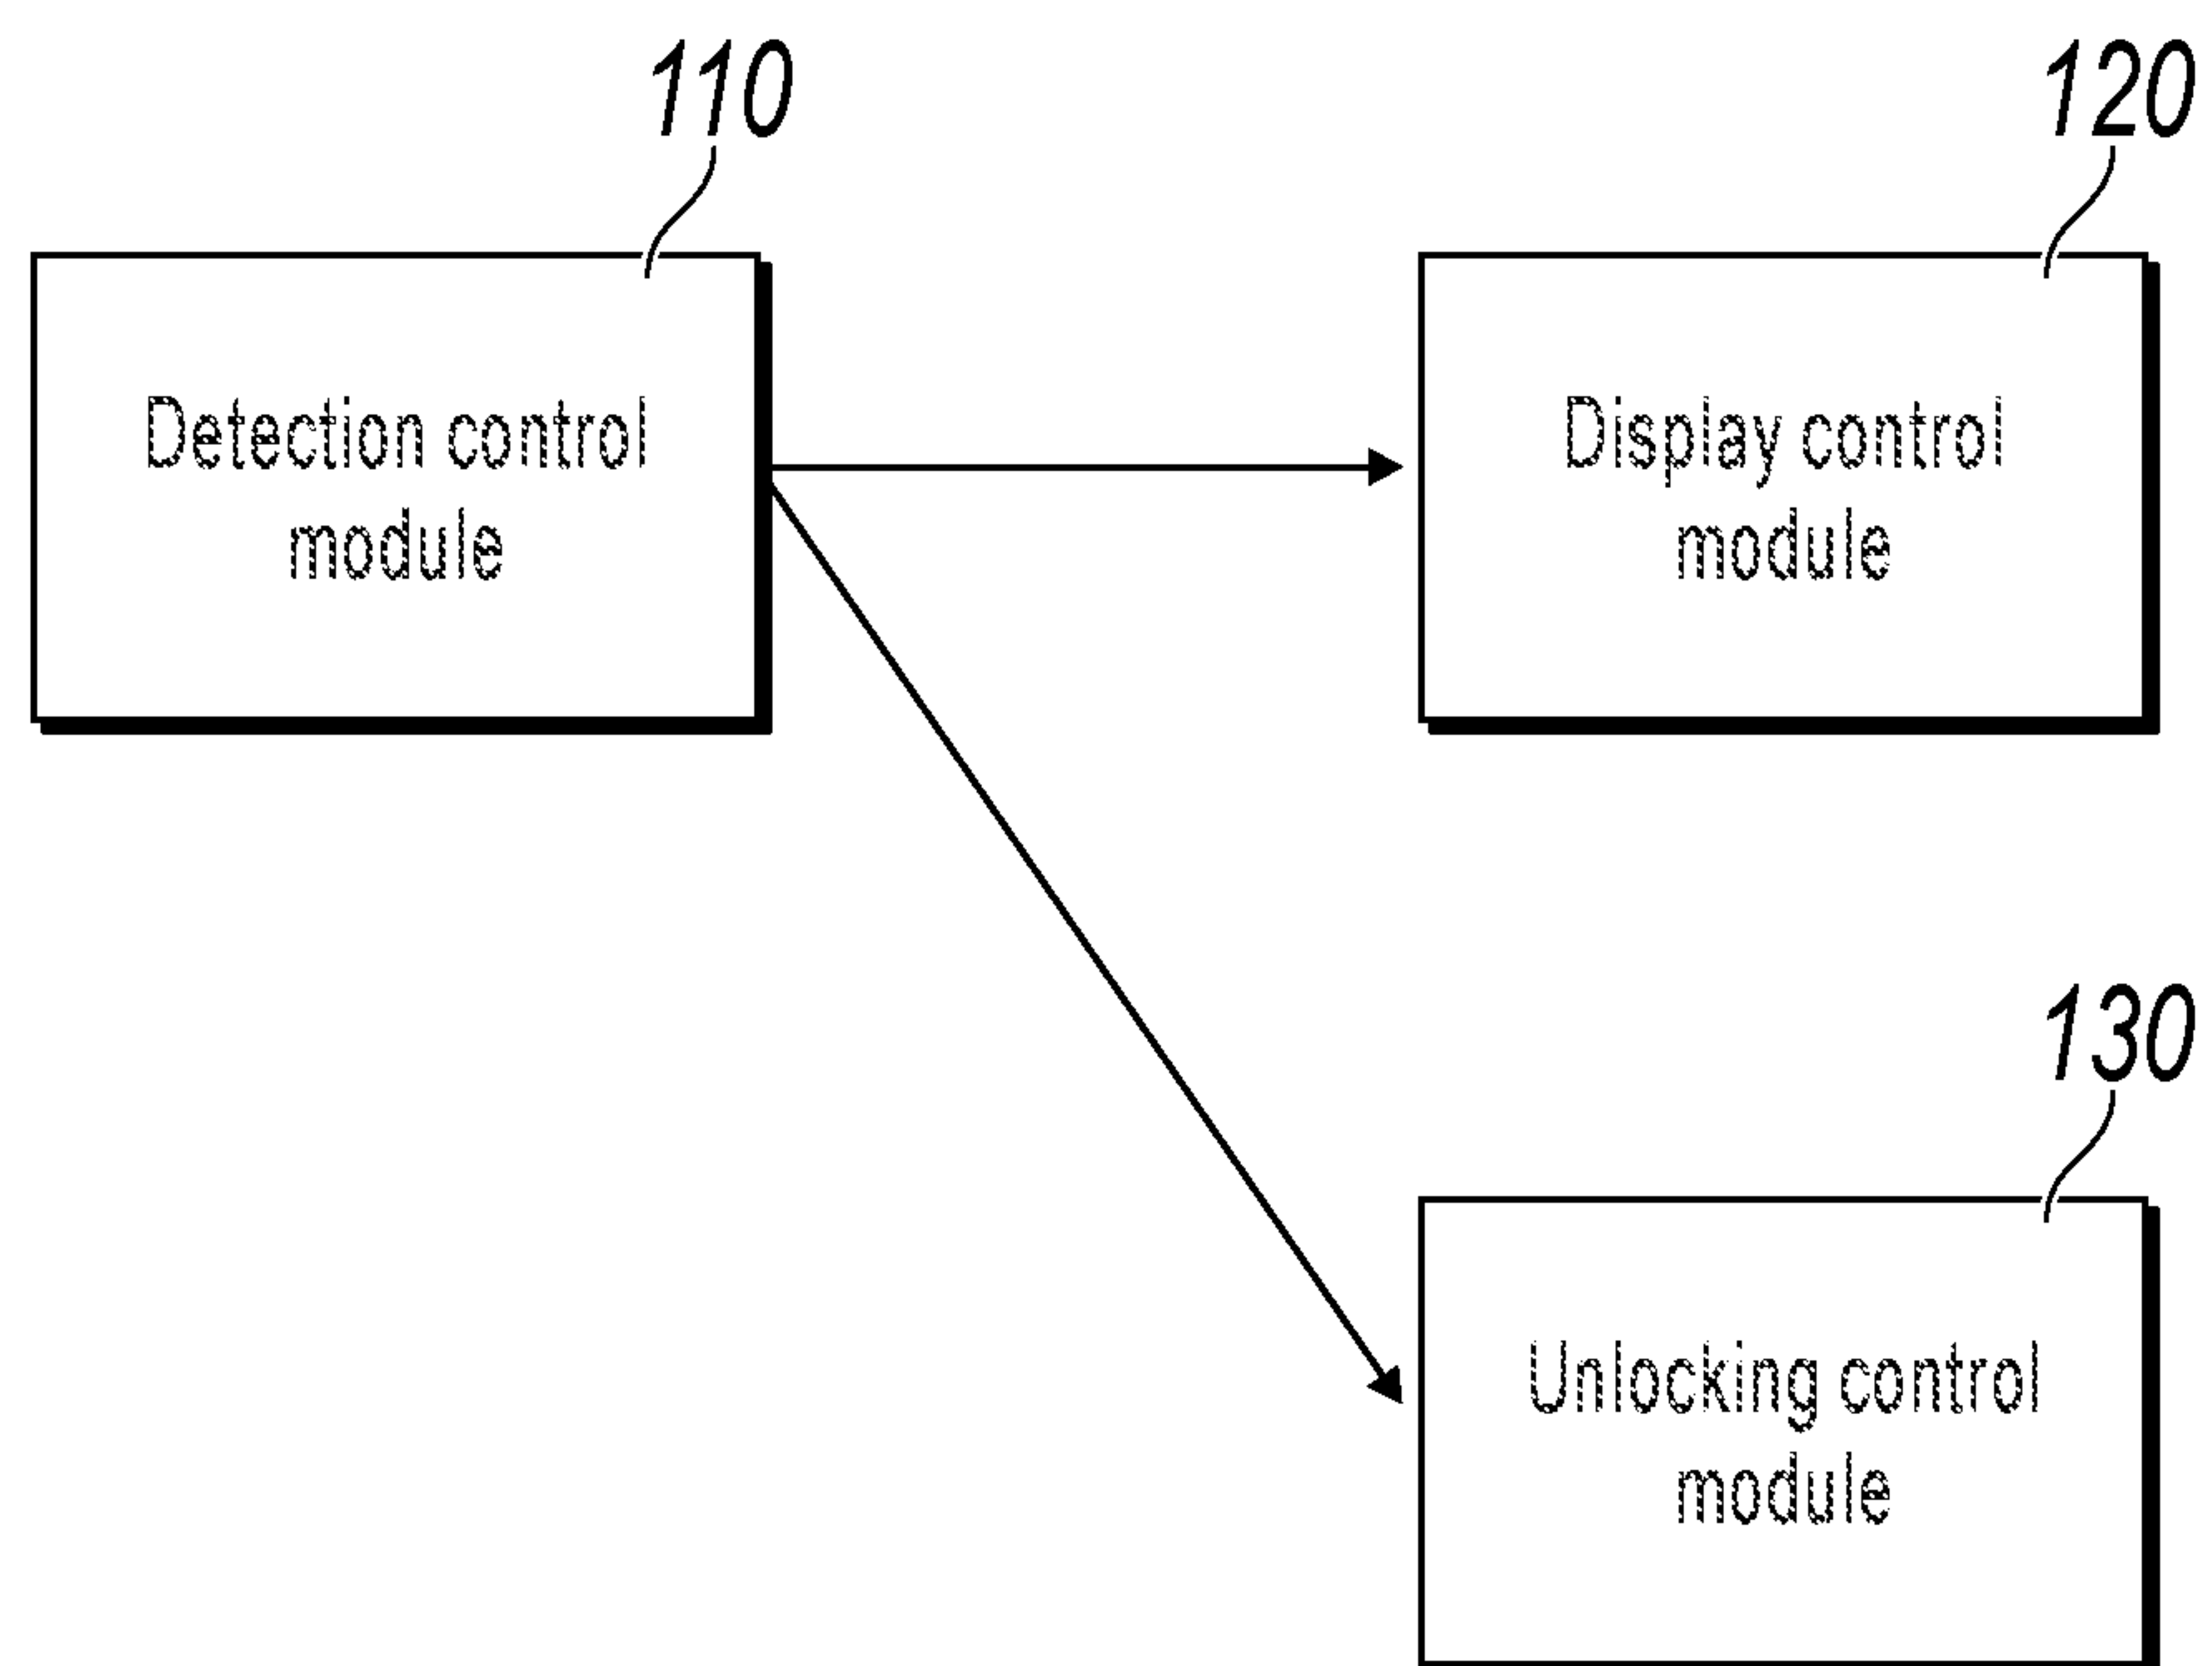 110
120
Detection control
module
Display control
module
130
Unlocking control
module